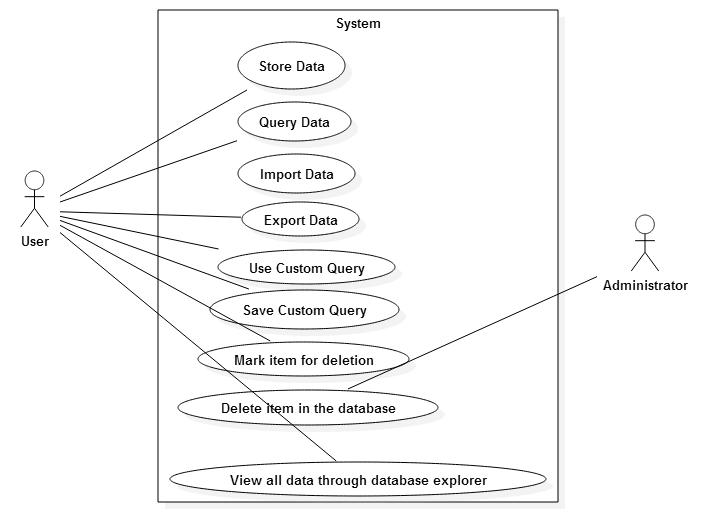 System
Store Data
Query Data
Import Data
Export Data
User
Use Custom Query
Administrator
Save Custom Query
Mark item for deletion
Delete item in the database
View all data through database explorer